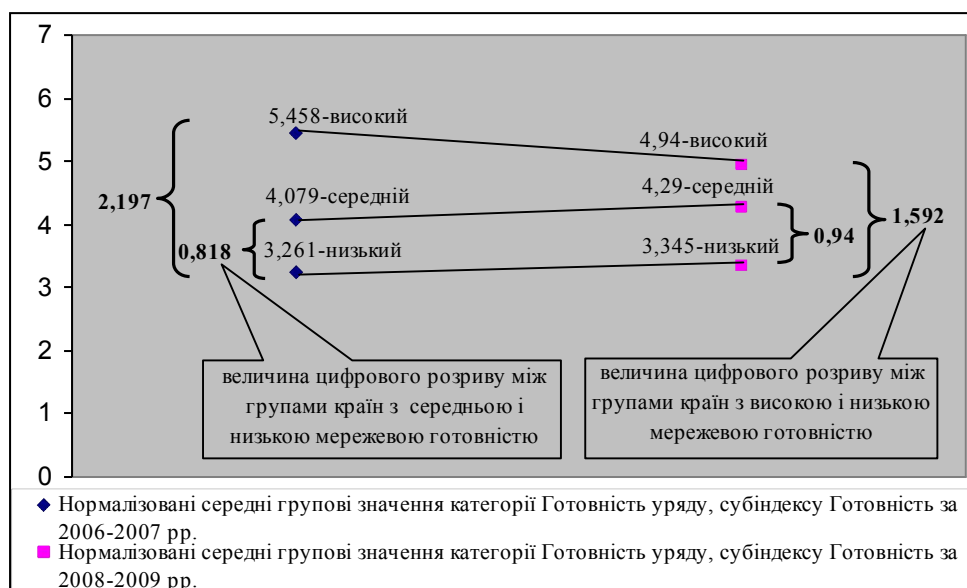 7
6
5
4
3
2
1
0
5,458-високий
4,94-високий
4,079-середній
4,29-середній
3,261-низький
3,345-низький
2,197
0,818
0,94
1,592
величина цифрового розриву між
групами країн з середньою і
низькою мережевою готовністю
величина цифрового розриву між
групами країн з високою і низькою
мережевою готовністю
Нормалізовані середні групові значення категорії Готовність уряду, субіндексу Готовність за
2006-2007 рр.
Нормалізовані середні групові значення категорії Готовність уряду, субіндексу Готовність за
2008-2009 рр.